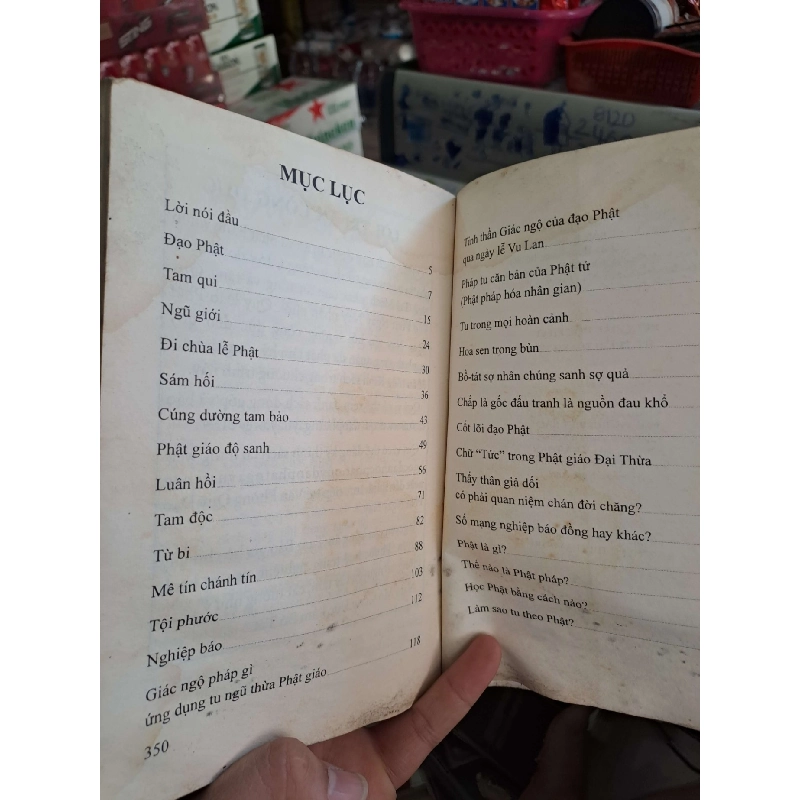 MỤC LỤC
Lời nói đầu 5
Đạo Phật 7
Tam qui 15
Ngũ giới 24
Đi chùa lễ Phật 30
Sám hối 36
Cúng dường tam bảo 43
Phật giáo độ sanh 49
Luân hồi 56
Tam độc 71
Từ bi 82
Mê tín chánh tín 88
Tội phước 103
Nghiệp báo 112
Giác ngộ pháp gì
ứng dụng tu ngũ thừa Phật giáo 118
350
Tinh thần Giác ngộ của đạo Phật
qua ngày lễ Vu Lan
Pháp tu căn bản của Phật tử
(Phật pháp hóa nhân gian)
Tu trong mọi hoàn cảnh
Hoa sen trong bùn
Bồ-tát sợ nhân chúng sanh sợ quả
Chấp là gốc đấu tranh là nguồn đau khổ
Cốt lõi đạo Phật
Chữ “Tức” trong Phật giáo Đại Thừa
Thấy thân giả dối
có phải quan niệm chán đời chăng?
Số mạng nghiệp báo đồng hay khác?
Phật là gì?
Thế nào là Phật pháp?
Học Phật bằng cách nào?
Làm sao tu theo Phật?
STING
Heineken
8120